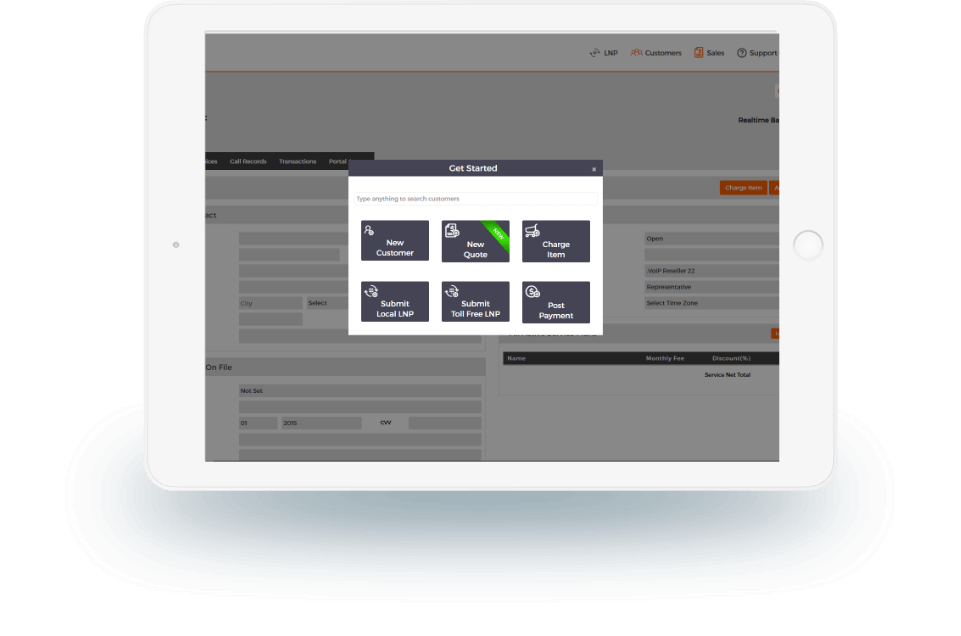 LNP Customers Sales Support
Realtime Ba
oices Call Records Transactions Portal
Get Started x
Charge Item A
Type anything to search customers
act
New
Customer
New
Quote
NEW
Charge
Item
Open
.VoIP Reseller 22
Representative
City Select
Select Time Zone
Submit
Local LNP
Submit
Toll Free LNP
Post
Payment
Name Monthly Fee Discount(%)
On File
Service Net Total
Not Set
01 2015 CVV